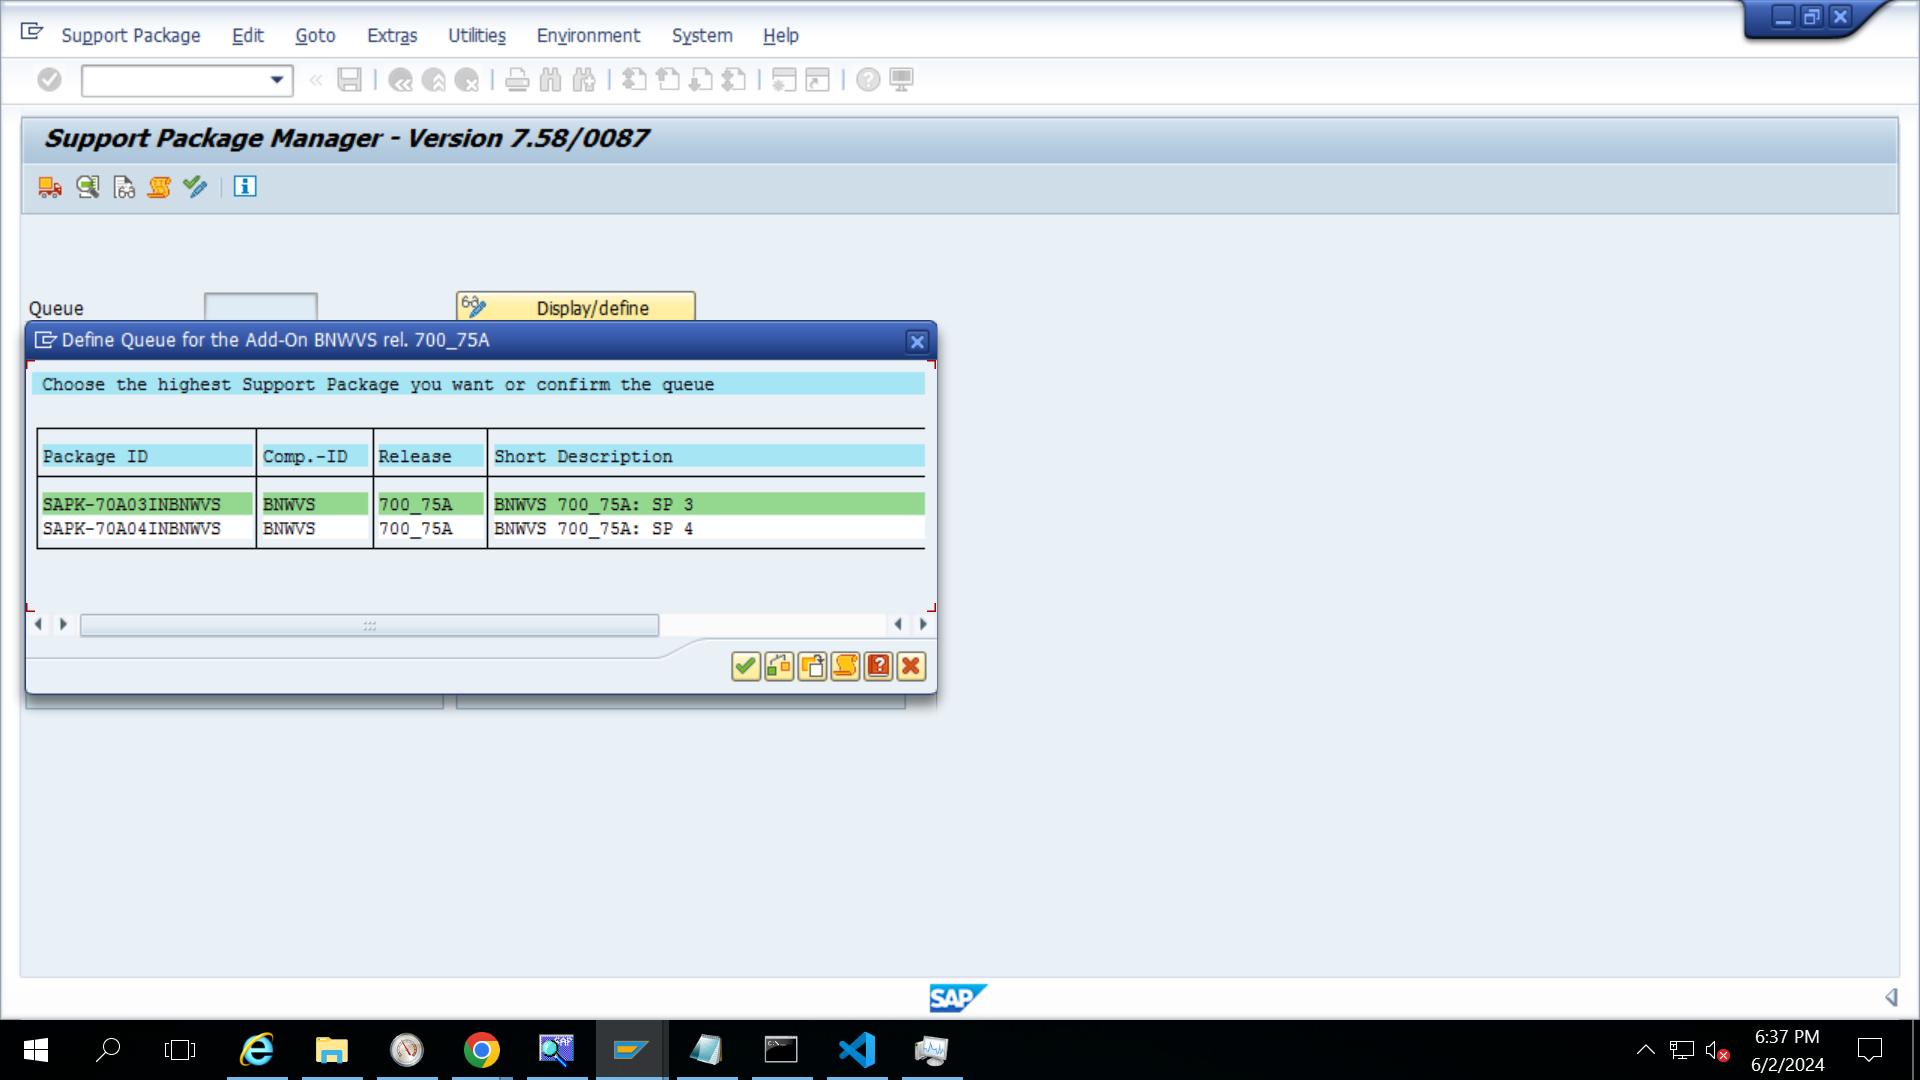 Support Package Edit Goto Extras Utilities Environment System Help
Support Package Manager - Version 7.58/0087
Queue Display/define
Define Queue for the Add-On BNWVS rel. 700_75A
Choose the highest Support Package you want or confirm the queue
Package ID Comp.-ID Release Short Description
SAPK-70A03INBNWVS BNWVS 700_75A BNWVS 700_75A: SP 3
SAPK-70A04INBNWVS BNWVS 700_75A BNWVS 700_75A: SP 4
SAP
SAP
6:37 PM
6/2/2024